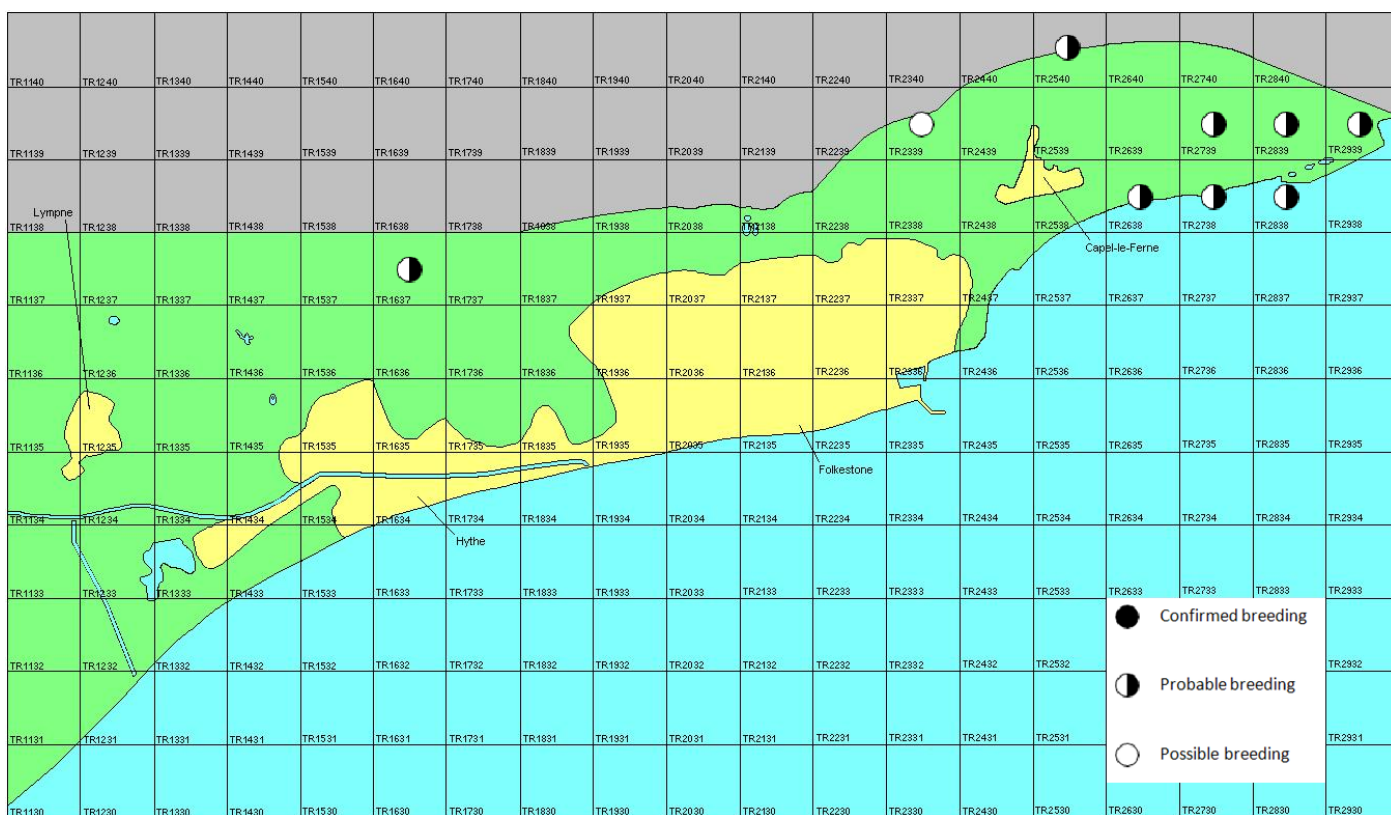 TR1140 TR1240 TR1340 TR1440 TR1540 TR1640 TR1740 TR1840 TR1940 TR2040 TR2140 TR2240 TR2340 TR2440 TR2540 TR2640 TR2740 TR2840
TR1139 TR1239 TR1339 TR1439 TR1539 TR1639 TR1739 TR1839 TR1939 TR2039 TR2139 TR2239 TR2339 TR2439 TR2539 TR2639 TR2739 TR2839 TR2939
Lympne
TR1138 TR1238 TR1338 TR1438 TR1538 TR1638 TR1738 TR1838 TR1938 TR2038 TR2138 TR2238 TR2338 TR2438 TR2538 TR2638 TR2738 TR2838 TR2938
Capel-le-Ferne
TR1137 TR1237 TR1337 TR1437 TR1537 TR1637 TR1737 TR1837 TR1937 TR2037 TR2137 TR2237 TR2337 TR2437 TR2537 TR2637 TR2737 TR2837 TR2937
TR1136 TR1236 TR1336 TR1436 TR1536 TR1636 TR1736 TR1836 TR1936 TR2036 TR2136 TR2236 TR2336 TR2436 TR2536 TR2636 TR2736 TR2836 TR2936
TR1135 TR1235 TR1335 TR1435 TR1535 TR1635 TR1735 TR1835 TR1935 TR2035 TR2135 TR2235 TR2335 TR2435 TR2535 TR2635 TR2735 TR2835 TR2935
Folkestone
TR1134 TR1234 TR1334 TR1434 TR1534 TR1634 TR1734 TR1834 TR1934 TR2034 TR2134 TR2234 TR2334 TR2434 TR2534 TR2634 TR2734 TR2834 TR2934
Hythe
TR1133 TR1233 TR1333 TR1433 TR1533 TR1633 TR1733 TR1833 TR1933 TR2033 TR2133 TR2233 TR2333 TR2433 TR2533 TR2633 TR2733 TR2833 TR2933
Confirmed breeding
TR1132 TR1232 TR1332 TR1432 TR1532 TR1632 TR1732 TR1832 TR1932 TR2032 TR2132 TR2232 TR2332 TR2432 TR2532 TR2932
Probable breeding
TR1131 TR1231 TR1331 TR1431 TR1531 TR1631 TR1731 TR1831 TR1931 TR2031 TR2131 TR2231 TR2331 TR2431 TR2531 TR2931
Possible breeding
TR1130 TR1230 TR1330 TR1430 TR1530 TR1630 TR1730 TR1830 TR1930 TR2030 TR2130 TR2230 TR2330 TR2430 TR2530 TR2630 TR2730 TR2830 TR2930